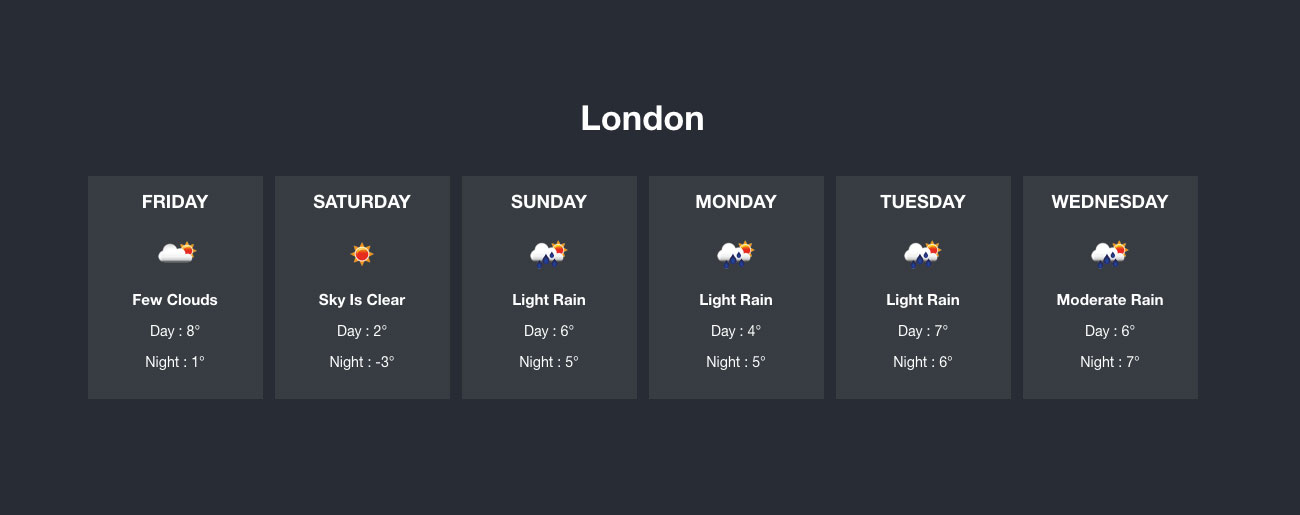 London
FRIDAY
Few Clouds
Day : 8°
Night : 1°
SATURDAY
Sky Is Clear
Day : 2°
Night : -3°
SUNDAY
Light Rain
Day : 6°
Night : 5°
MONDAY
Light Rain
Day : 4°
Night : 5°
TUESDAY
Light Rain
Day : 7°
Night : 6°
WEDNESDAY
Moderate Rain
Day : 6°
Night : 7°